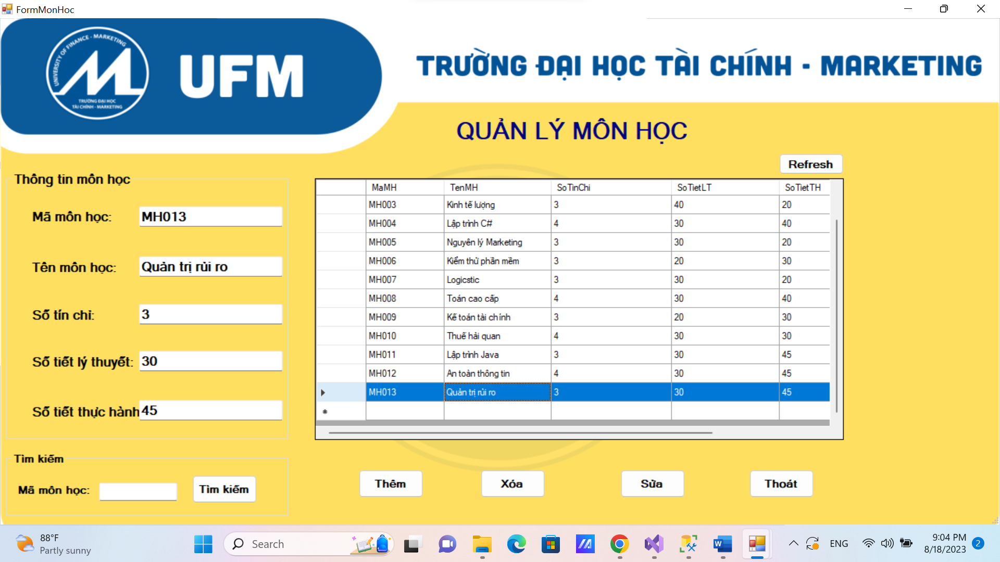 FormMonHoc
UNIVERSITY OF FINANCE - MARKETING
TRƯỜNG ĐẠI HỌC
TÀI CHÍNH - MARKETING
UFM
TRƯỜNG ĐẠI HỌC TÀI CHÍNH - MARKETING
QUẢN LÝ MÔN HỌC
Refresh
Thông tin môn học
Mã môn học: MH013
Tên môn học: Quản trị rủi ro
Số tín chỉ: 3
Số tiết lý thuyết: 30
Số tiết thực hành 45
MaMH TenMH SoTinChi SoTietLT SoTietTH
MH003 Kinh tế lượng 3 40 20
MH004 Lập trình C# 4 30 40
MH005 Nguyên lý Marketing 3 30 20
MH006 Kiểm thử phần mềm 3 20 30
MH007 Logicstic 3 30 20
MH008 Toán cao cấp 4 30 40
MH009 Kế toán tài chính 3 20 30
MH010 Thuế hải quan 4 30 30
MH011 Lập trình Java 3 30 45
MH012 An toàn thông tin 4 30 45
MH013 Quản trị rủi ro 3 30 45
Tìm kiếm
Mã môn học: Tìm kiếm
Thêm Xóa Sửa Thoát
88°F
Partly sunny
Search
ENG
9:04 PM
8/18/2023
2